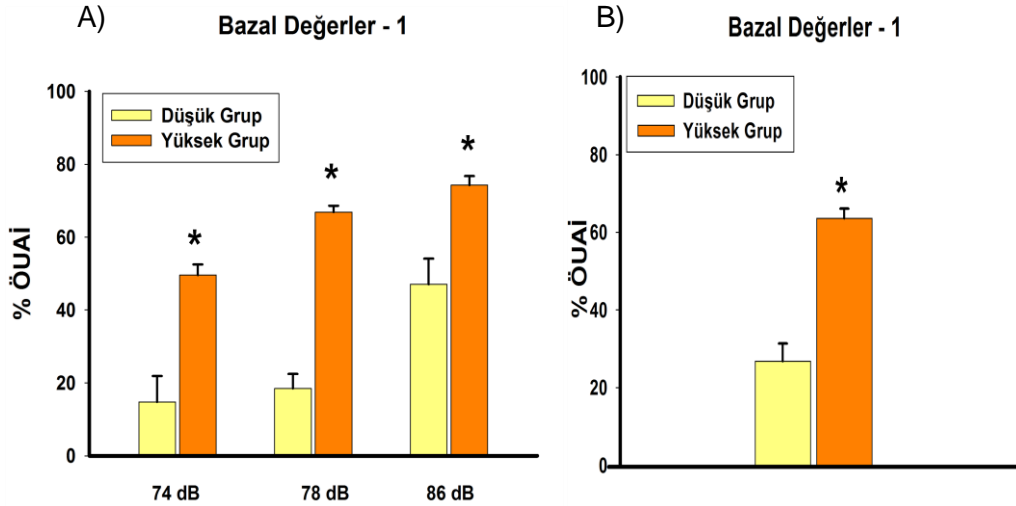 A)
Bazal Değerler - 1
% ÖUAİ
100
80
60
40
20
0
Düşük Grup
Yüksek Grup
*
*
*
74 dB
78 dB
86 dB
B)
Bazal Değerler - 1
% ÖUAİ
100
80
60
40
20
0
Düşük Grup
Yüksek Grup
*